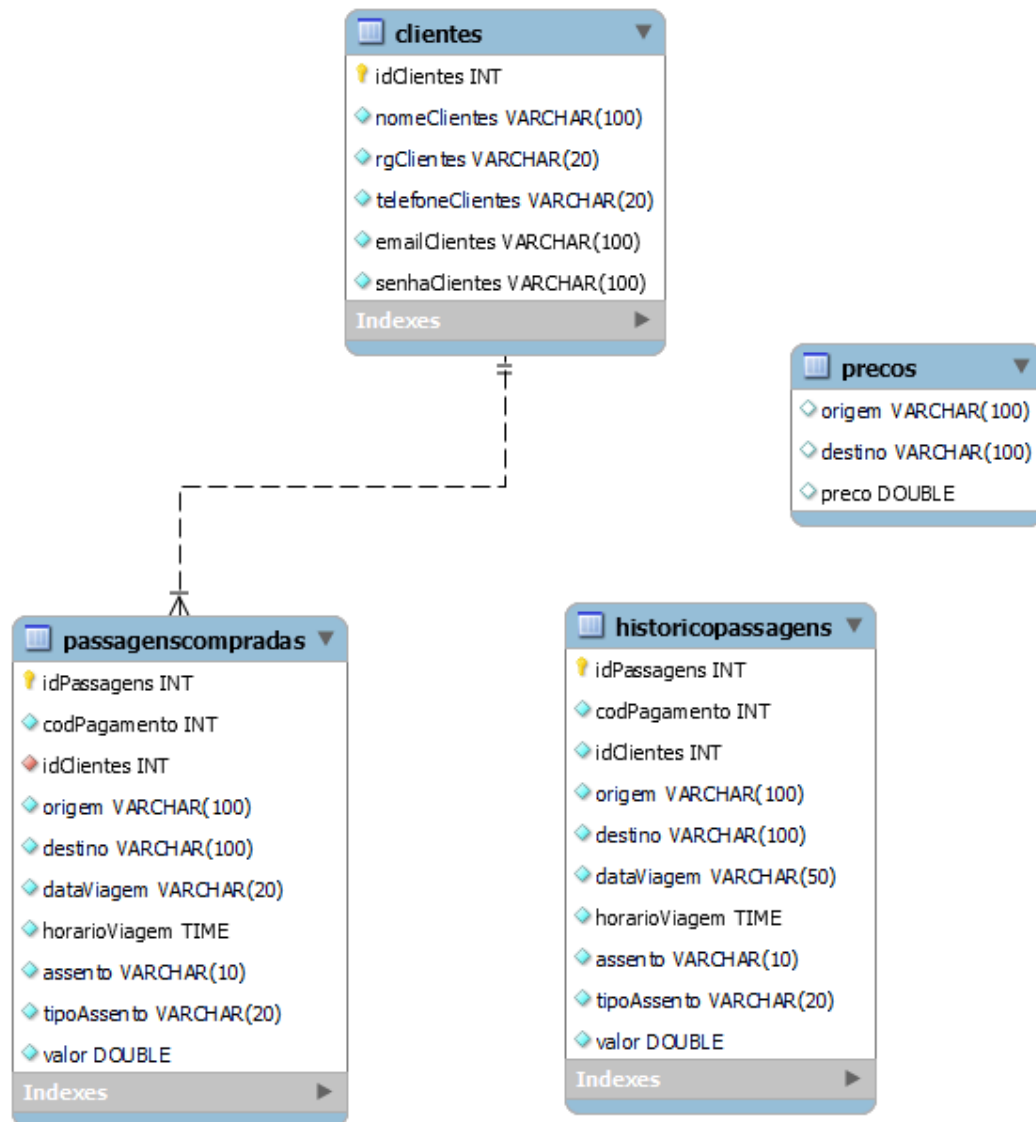 clientes
idClientes INT
nomeClientes VARCHAR(100)
rgClientes VARCHAR(20)
telefoneClientes VARCHAR(20)
emailClientes VARCHAR(100)
senhaClientes VARCHAR(100)
Indexes
precos
origem VARCHAR(100)
destino VARCHAR(100)
preco DOUBLE
passagenscompradas
idPassagens INT
codPagamento INT
idClientes INT
origem VARCHAR(100)
destino VARCHAR(100)
dataViagem VARCHAR(20)
horarioViagem TIME
assento VARCHAR(10)
tipoAssento VARCHAR(20)
valor DOUBLE
Indexes
historicopassagens
idPassagens INT
codPagamento INT
idClientes INT
origem VARCHAR(100)
destino VARCHAR(100)
dataViagem VARCHAR(50)
horarioViagem TIME
assento VARCHAR(10)
tipoAssento VARCHAR(20)
valor DOUBLE
Indexes